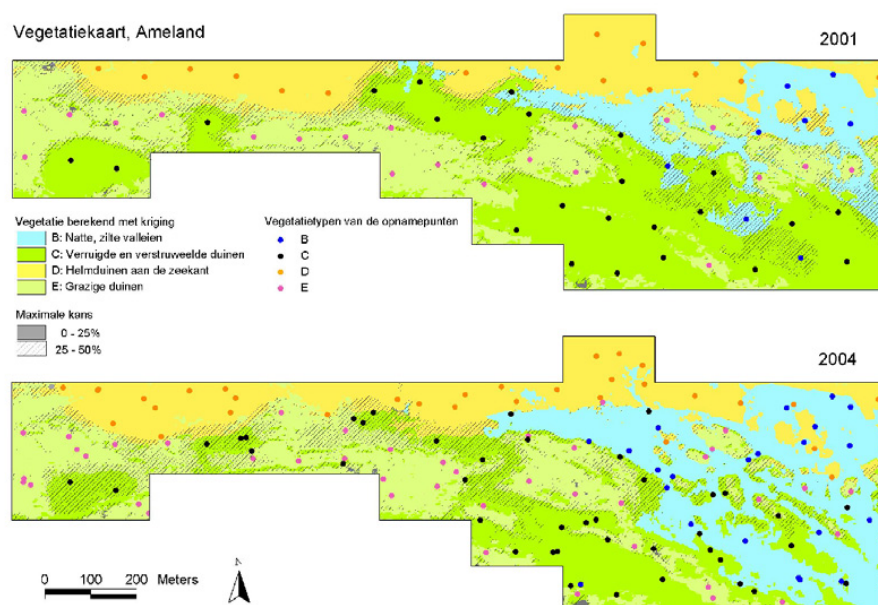 Vegetatiekaart, Ameland
2001
Vegetatie berekend met kriging
B: Natte, zilte valleien
C: Verruigde en verstruweelde duinen
D: Helmduinen aan de zeekant
E: Grazige duinen
Maximale kans
0 - 25%
25 - 50%
Vegetatietypen van de opnamepunten
B
C
D
E
2004
0 100 200 Meters